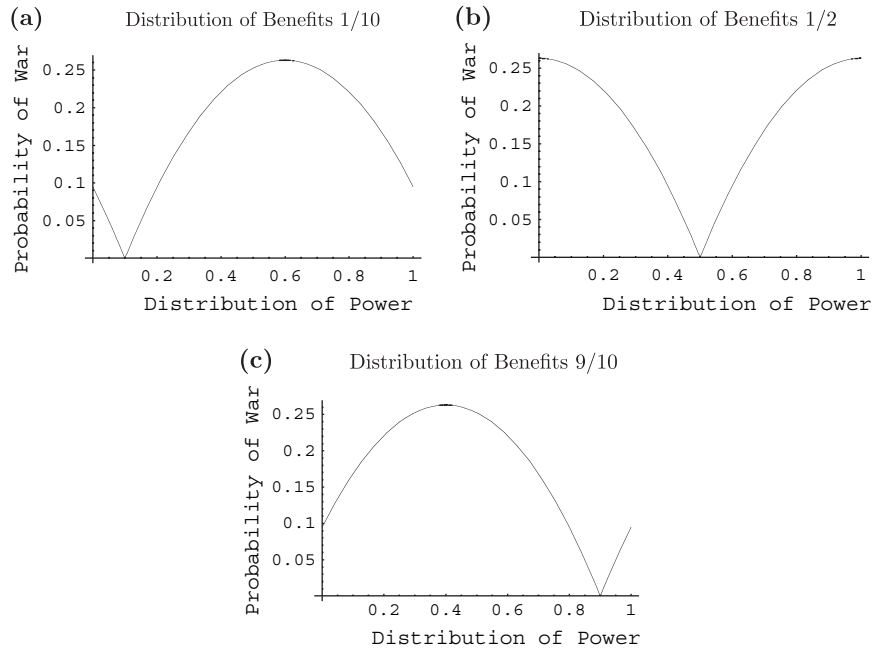 (a)
Distribution of Benefits 1/10
Probability of War
0.25
0.2
0.15
0.1
0.05
0.2 0.4 0.6 0.8 1
Distribution of Power
(b)
Distribution of Benefits 1/2
Probability of War
0.25
0.2
0.15
0.1
0.05
0.2 0.4 0.6 0.8 1
Distribution of Power
(c)
Distribution of Benefits 9/10
Probability of War
0.25
0.2
0.15
0.1
0.05
0.2 0.4 0.6 0.8 1
Distribution of Power